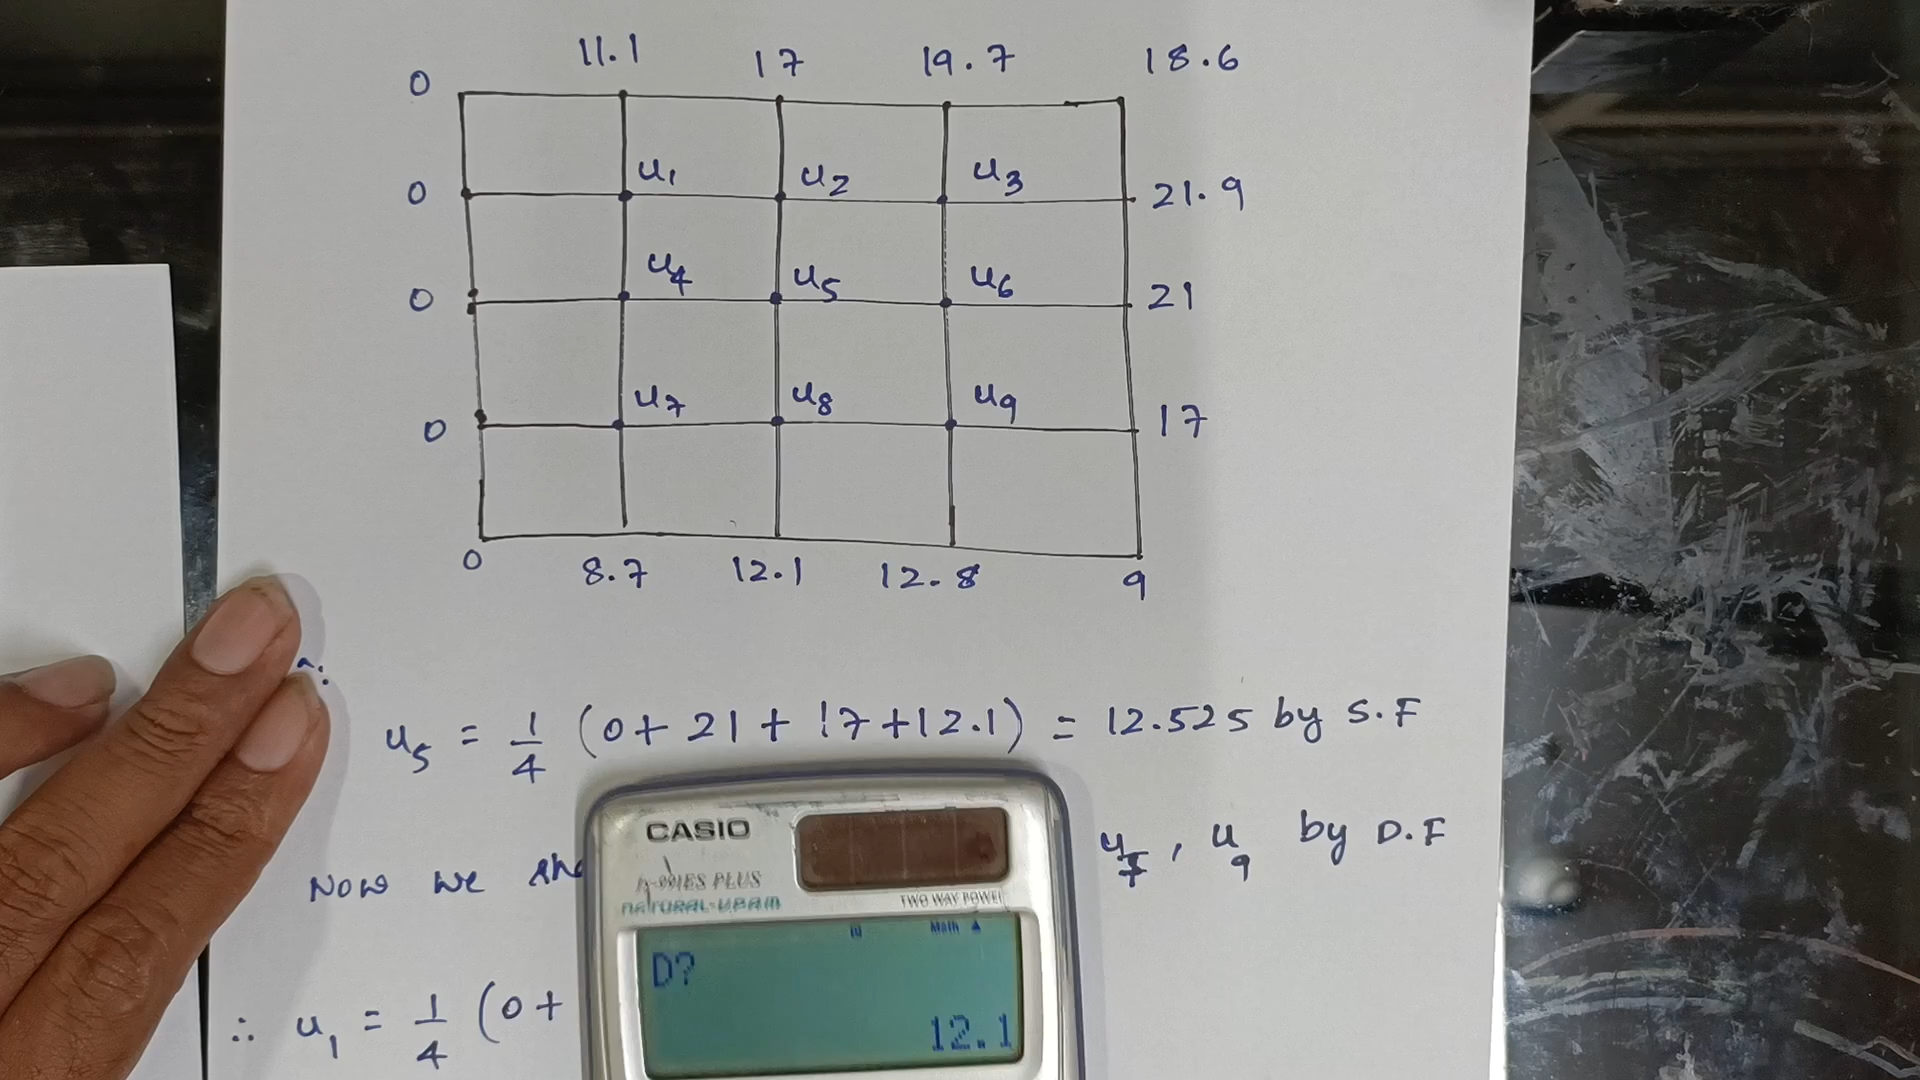 0 11.1 17 19.7 18.6
0 u₁ u₂ u₃ 21.9
0 u₄ u₅ u₆ 21
0 u₇ u₈ u₉ 17
0 8.7 12.1 12.8 9
u₅ = 1/4 (0 + 21 + 17 + 12.1) = 12.525 by S.F
Now we u₇, u₉ by D.F
∴ u₁ = 1/4 (0 +
CASIO
TWO WAY POWER
Math ▲
D?
12.1